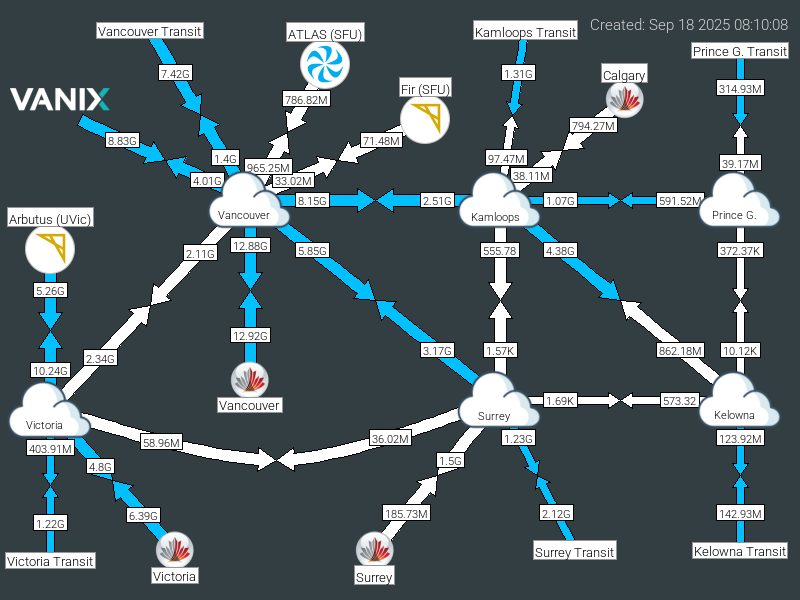 Created: Sep 18 2025 08:10:08
Vancouver Transit
ATLAS (SFU)
Kamloops Transit
Prince G. Transit
7.42G
1.31G
Calgary
314.93M
VANIX
786.82M
Fir (SFU)
794.27M
8.83G
71.48M
1.4G
965.25M
97.47M
39.17M
4.01G
33.02M
38.11M
8.15G
2.51G
1.07G
591.52M
Arbutus (UVic)
Vancouver
Kamloops
Prince G.
2.11G
12.88G
5.85G
555.78
4.38G
372.37K
5.26G
12.92G
10.24G
2.34G
3.17G
1.57K
862.18M
10.12K
Vancouver
1.69K
573.32
Victoria
Surrey
Kelowna
403.91M
58.96M
36.02M
1.23G
123.92M
4.8G
1.5G
1.22G
6.39G
185.73M
2.12G
142.93M
Victoria Transit
Victoria
Surrey
Surrey Transit
Kelowna Transit